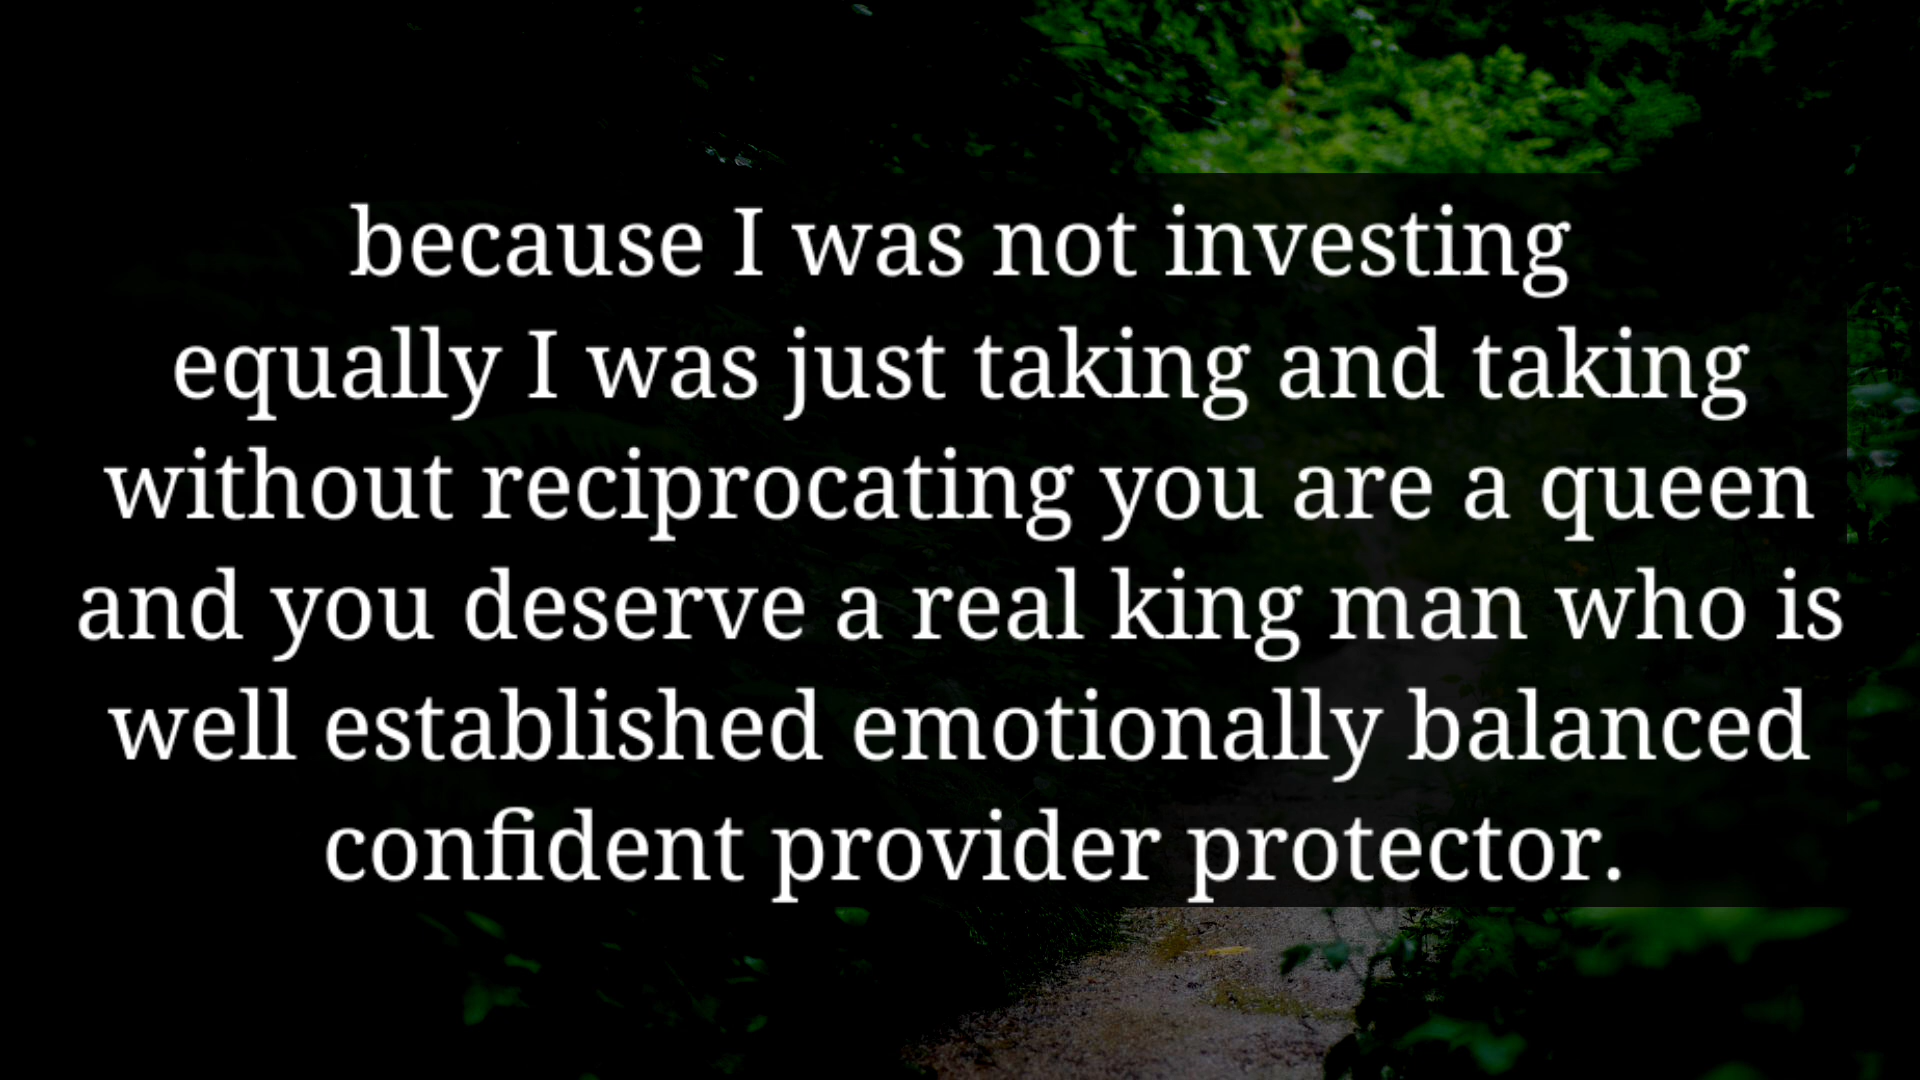 because I was not investing
equally I was just taking and taking
without reciprocating you are a queen
and you deserve a real king man who is
well established emotionally balanced
confident provider protector.